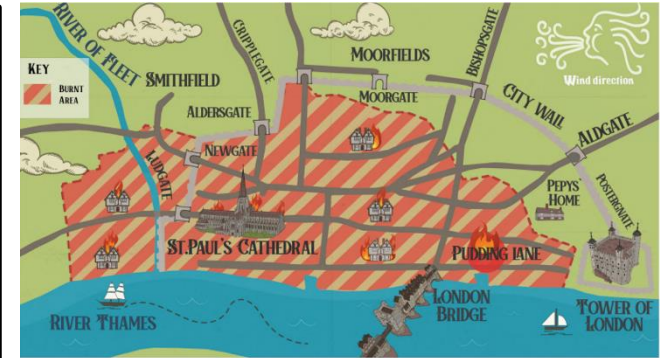 RIVER OF FLEET
KEY
BURNT
AREA
SMITHFIELD
CRIPPLEGATE
MOORFIELDS
BISHOPSGATE
Wind direction
ALDERSGATE
MOORGATE
CITY WALL
ALDGATE
NEWGATE
LUDGATE
PEPYS
HOME
POSTERGNATE
ST.PAUL'S CATHEDRAL
PUDDING LANE
RIVER THAMES
LONDON
BRIDGE
TOWER OF
LONDON